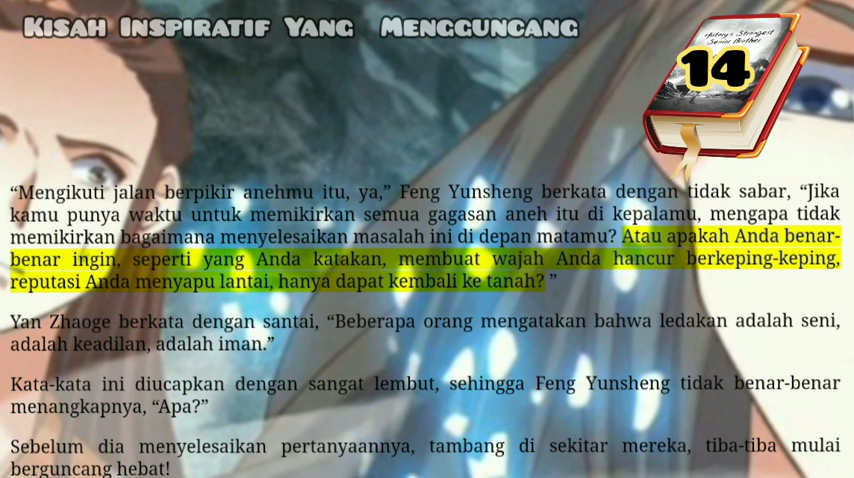 Kisah Inspiratif Yang Mengguncang
History's Strongest
Senior Brother
14
“Mengikuti jalan berpikir anehmu itu, ya,” Feng Yunsheng berkata dengan tidak sabar, “Jika
kamu punya waktu untuk memikirkan semua gagasan aneh itu di kepalamu, mengapa tidak
memikirkan bagaimana menyelesaikan masalah ini di depan matamu? Atau apakah Anda benar-
benar ingin, seperti yang Anda katakan, membuat wajah Anda hancur berkeping-keping,
reputasi Anda menyapu lantai, hanya dapat kembali ke tanah? ”
Yan Zhaoge berkata dengan santai, “Beberapa orang mengatakan bahwa ledakan adalah seni,
adalah keadilan, adalah iman.”
Kata-kata ini diucapkan dengan sangat lembut, sehingga Feng Yunsheng tidak benar-benar
menangkapnya, “Apa?”
Sebelum dia menyelesaikan pertanyaannya, tambang di sekitar mereka, tiba-tiba mulai
berguncang hebat!